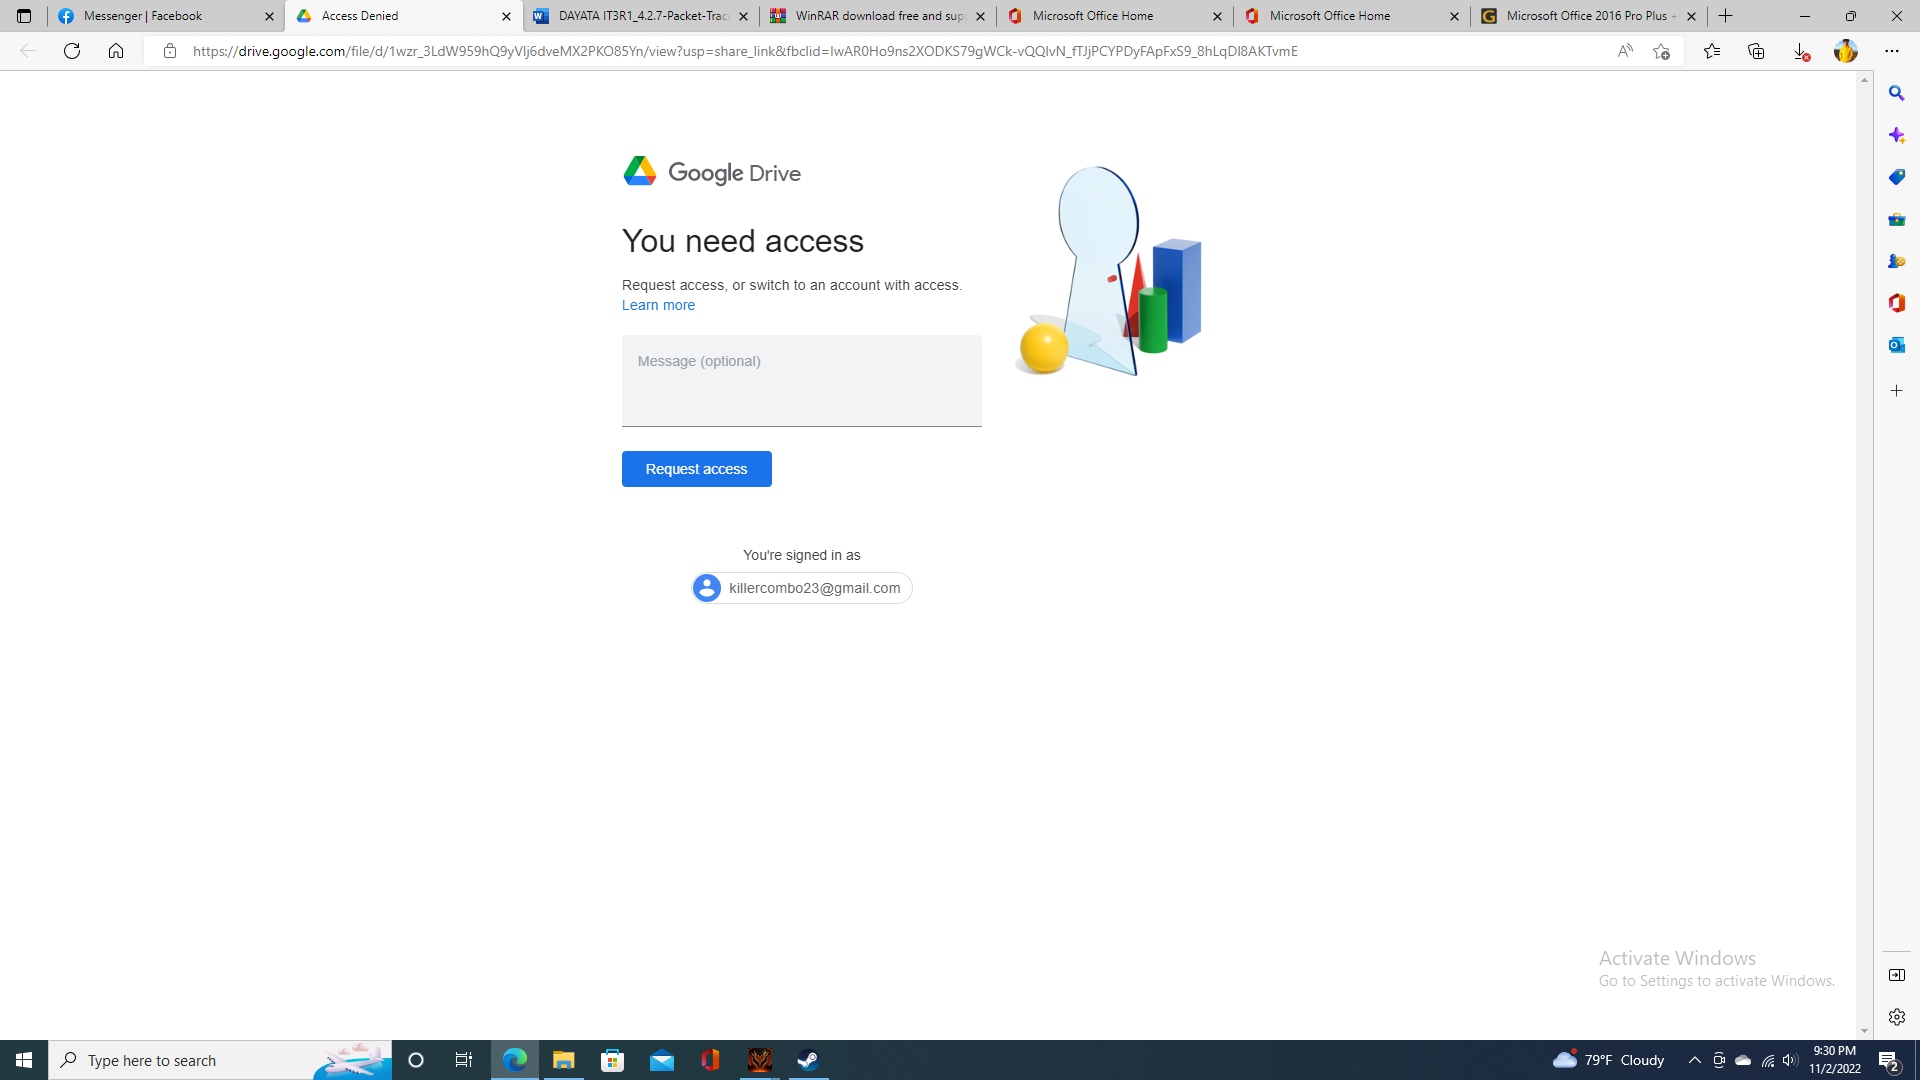 Messenger | Facebook
Access Denied
DAYATA IT3R1_4.2.7-Packet-Trac
WinRAR download free and sup
Microsoft Office Home
Microsoft Office Home
Microsoft Office 2016 Pro Plus +
https://drive.google.com/file/d/1wzr_3LdW959hQ9yVIj6dveMX2PKO85Yn/view?usp=share_link&fbclid=IwAR0Ho9ns2XODKS79gWCk-vQQIvN_fTJjPCYPDyFApFxS9_8hLqDI8AKTvmE
Google Drive
You need access
Request access, or switch to an account with access.
Learn more
Message (optional)
Request access
You're signed in as
killercombo23@gmail.com
Activate Windows
Go to Settings to activate Windows.
Type here to search
79°F Cloudy
9:30 PM
11/2/2022
2